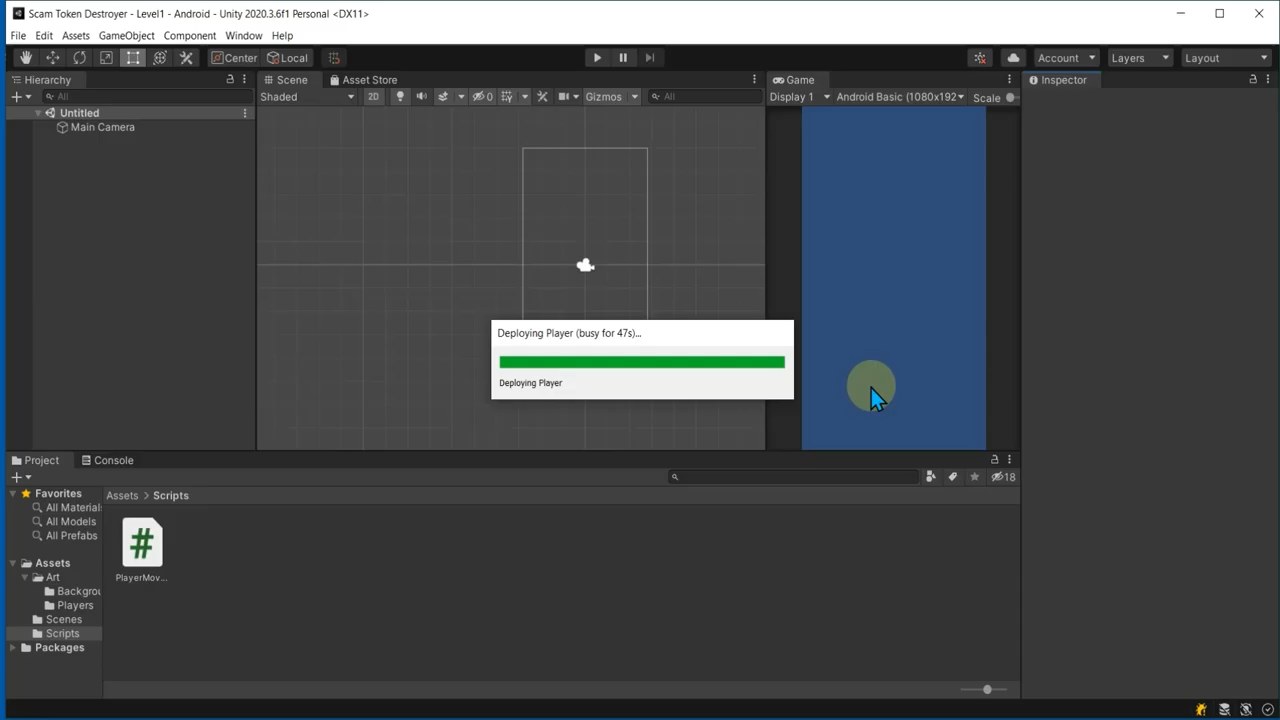 Scam Token Destroyer - Level1 - Android - Unity 2020.3.6f1 Personal <DX11>
File Edit Assets GameObject Component Window Help
Center Local Account Layers Layout
Hierarchy Scene Asset Store Game Inspector
All Shaded 2D 0 Gizmos All Display 1 Android Basic (1080x192 Scale
Untitled
Main Camera
Deploying Player (busy for 47s)...
Deploying Player
Project Console
18
Favorites
All Material
All Models
All Prefabs
Assets > Scripts
#
PlayerMov...
Assets
Art
Backgrou
Players
Scenes
Scripts
Packages